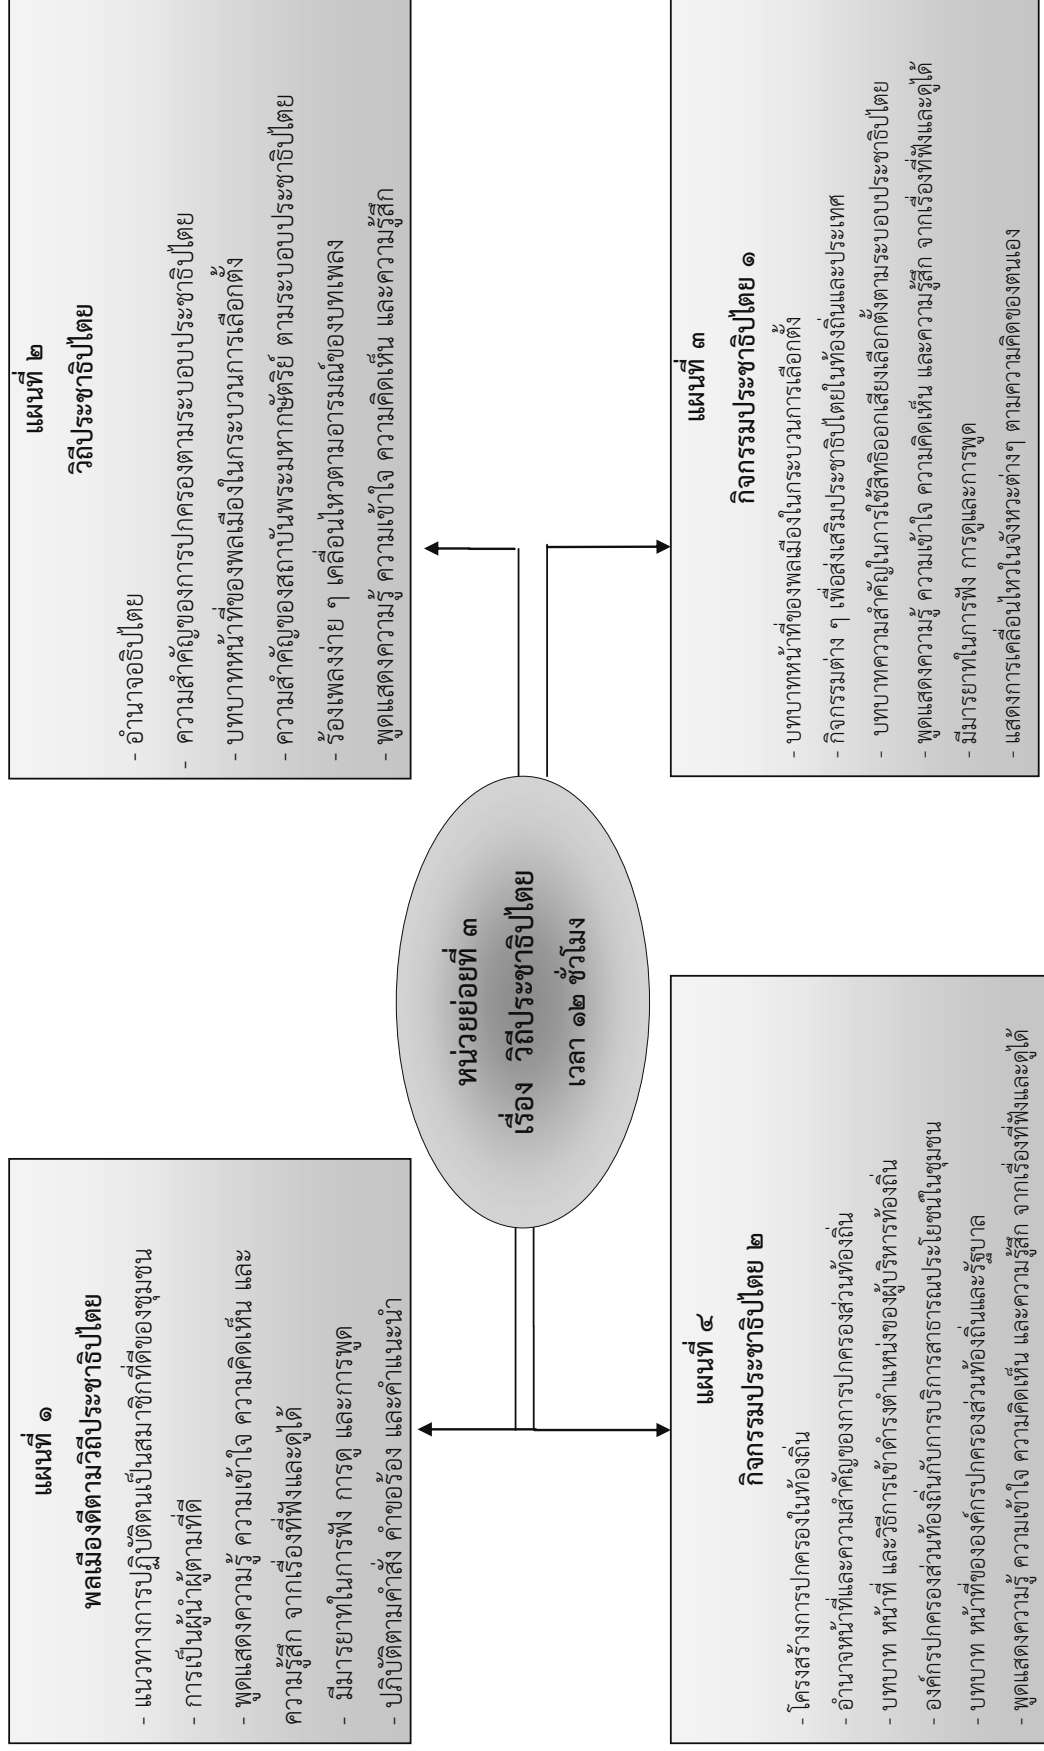 แผนที่ ๑
พลเมืองดีตามวิถีประชาธิปไตย
- แนวทางการปฏิบัติตนเป็นสมาชิกที่ดีของชุมชน
- การเป็นผู้นำผู้ตามที่ดี
- พูดแสดงความรู้ ความเข้าใจ ความคิดเห็น และ
ความรู้สึก จากเรื่องที่ฟังและดูได้
- มีมารยาทในการฟัง การดู และการพูด
- ปฏิบัติตามคำสั่ง คำขอร้อง และคำแนะนำ
แผนที่ ๒
วิถีประชาธิปไตย
- อำนาจอธิปไตย
- ความสำคัญของการปกครองตามระบอบประชาธิปไตย
- บทบาทหน้าที่ของพลเมืองในกระบวนการเลือกตั้ง
- ความสำคัญของสถาบันพระมหากษัตริย์ ตามระบอบประชาธิปไตย
- ร้องเพลงง่าย ๆ เคลื่อนไหวตามอารมณ์ของบทเพลง
- พูดแสดงความรู้ ความเข้าใจ ความคิดเห็น และความรู้สึก
หน่วยย่อยที่ ๓
เรื่อง วิถีประชาธิปไตย
เวลา ๑๒ ชั่วโมง
แผนที่ ๔
กิจกรรมประชาธิปไตย ๒
- โครงสร้างการปกครองในท้องถิ่น
- อำนาจหน้าที่และความสำคัญของการปกครองส่วนท้องถิ่น
- บทบาท หน้าที่ และวิธีการเข้าดำรงตำแหน่งของผู้บริหารท้องถิ่น
- องค์กรปกครองส่วนท้องถิ่นกับการบริการสาธารณประโยชน์ในชุมชน
- บทบาท หน้าที่ขององค์กรปกครองส่วนท้องถิ่นและรัฐบาล
- พูดแสดงความรู้ ความเข้าใจ ความคิดเห็น และความรู้สึก จากเรื่องที่ฟังและดูได้
แผนที่ ๓
กิจกรรมประชาธิปไตย ๑
- บทบาทหน้าที่ของพลเมืองในกระบวนการเลือกตั้ง
- กิจกรรมต่าง ๆ เพื่อส่งเสริมประชาธิปไตยในท้องถิ่นและประเทศ
- บทบาทความสำคัญในการใช้สิทธิออกเสียงเลือกตั้งตามระบอบประชาธิปไตย
- พูดแสดงความรู้ ความเข้าใจ ความคิดเห็น และความรู้สึก จากเรื่องที่ฟังและดูได้
- มีมารยาทในการฟัง การดูและการพูด
- แสดงการเคลื่อนไหวในจังหวะต่างๆ ตามความคิดของตนเอง